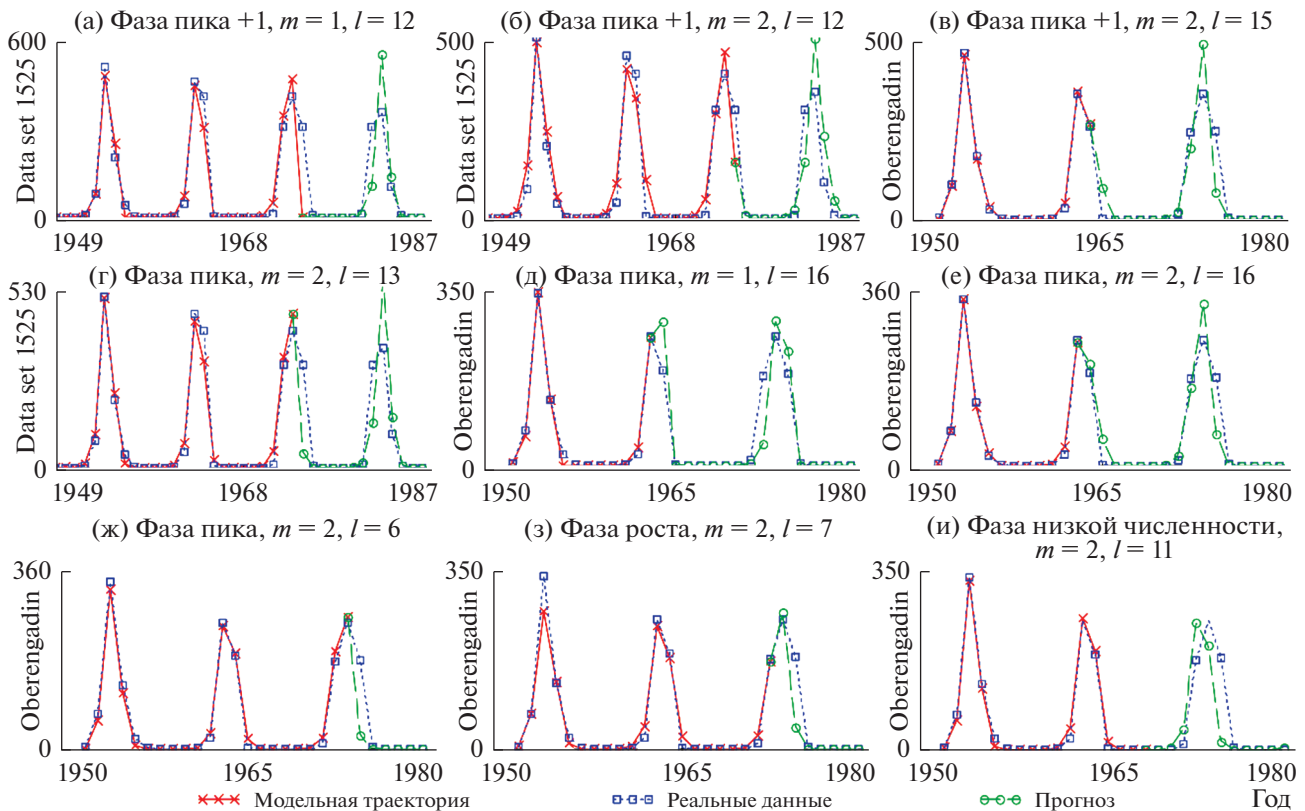 (а) Фаза пика +1, m = 1, l = 12
600
Data set 1525
0
1949 1968 1987
(б) Фаза пика +1, m = 2, l = 12
500
Data set 1525
0
1949 1968 1987
(в) Фаза пика +1, m = 2, l = 15
500
Oberengadin
0
1950 1965 1980
(г) Фаза пика, m = 2, l = 13
530
Data set 1525
0
1949 1968 1987
(д) Фаза пика, m = 1, l = 16
350
Oberengadin
0
1950 1965 1980
(е) Фаза пика, m = 2, l = 16
360
Oberengadin
0
1950 1965 1980
(ж) Фаза пика, m = 2, l = 6
360
Oberengadin
0
1950 1965 1980
(з) Фаза роста, m = 2, l = 7
350
Oberengadin
0
1950 1965 1980
(и) Фаза низкой численности,
m = 2, l = 11
350
Oberengadin
0
1950 1965 1980
Модельная траектория Реальные данные Прогноз Год